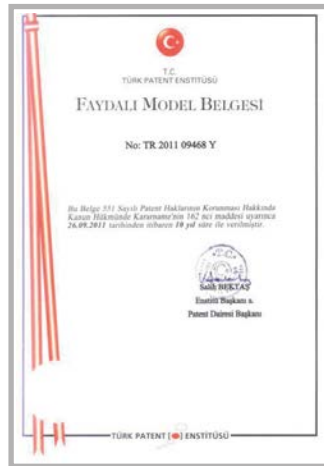 T.C.
TÜRK PATENT ENSTİTÜSÜ
FAYDALI MODEL BELGESİ
No: TR 2011 09468 Y
Bu Belge 551 Sayılı Patent Haklarının Korunması Hakkında
Kanun Hükmünde Kararname'nin 162 nci maddesi uyarınca
26.09.2011 tarihinden itibaren 10 yıl süre ile verilmiştir.
T.C.
Salih BEKTAŞ
Enstitü Başkanı a.
Patent Dairesi Başkanı
TÜRK PATENT ENSTİTÜSÜ